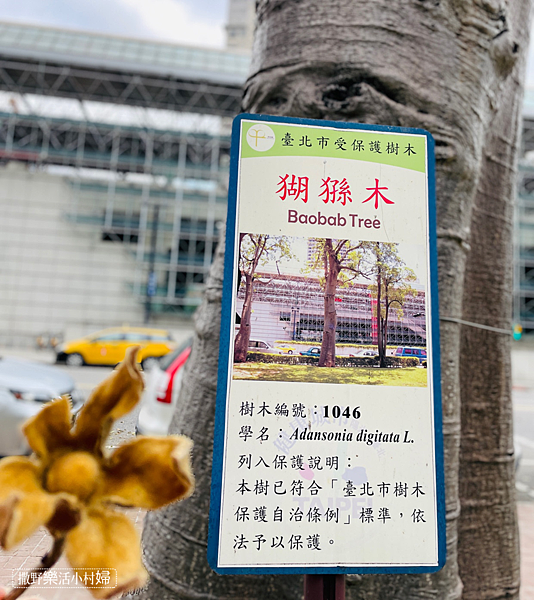 臺北市受保護樹木
猢猻木
Baobab Tree
樹木編號：1046
學名：Adansonia digitata L.
列入保護說明：
本樹已符合「臺北市樹木
保護自治條例」標準，依
法予以保護。
撒野樂活小村婦